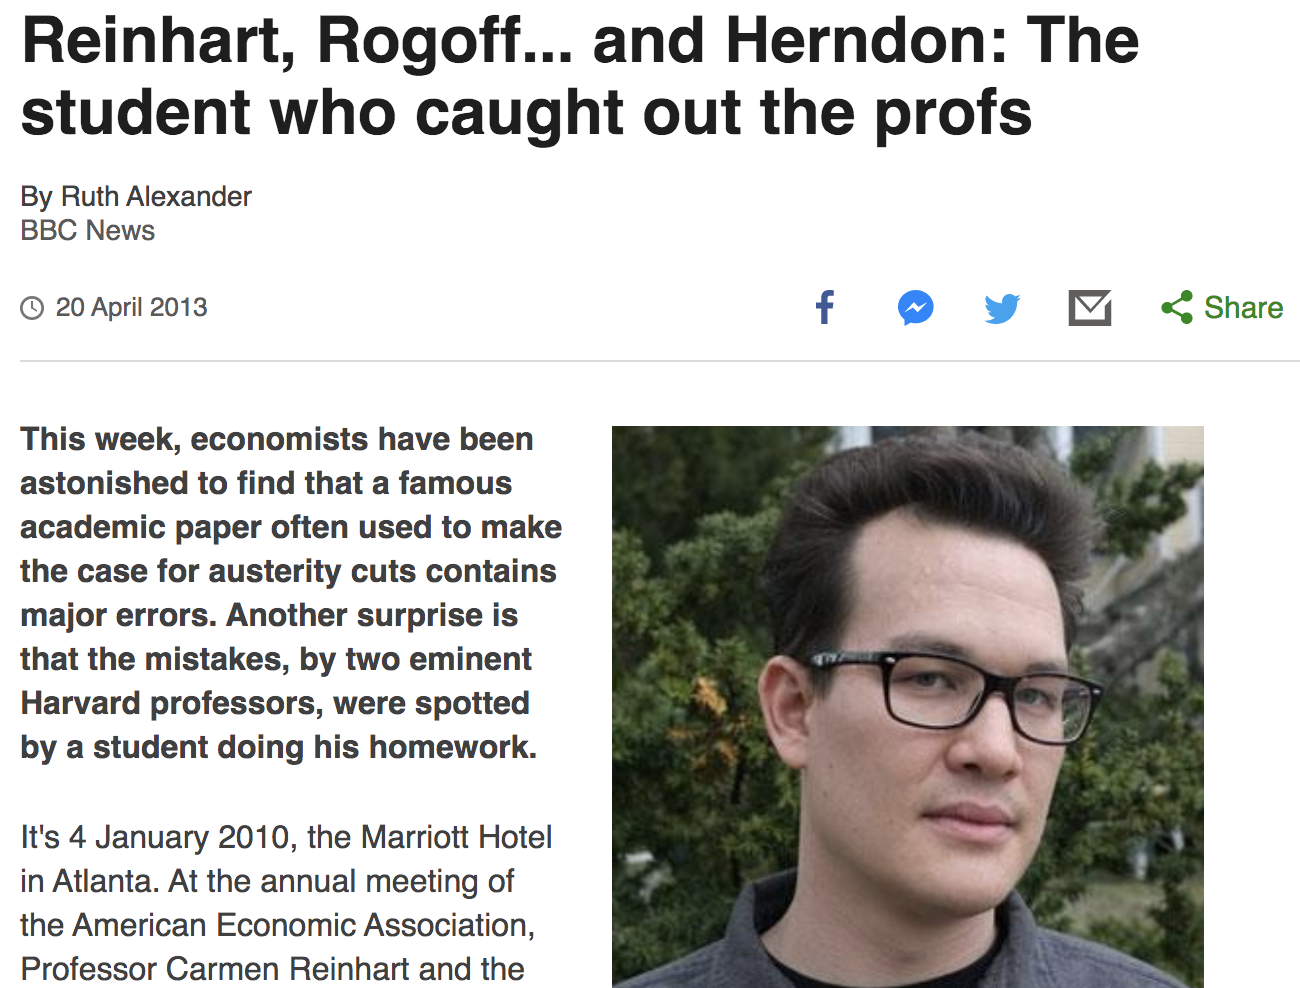 Reinhart, Rogoff... and Herndon: The
student who caught out the profs
By Ruth Alexander
BBC News
20 April 2013
Share
This week, economists have been
astonished to find that a famous
academic paper often used to make
the case for austerity cuts contains
major errors. Another surprise is
that the mistakes, by two eminent
Harvard professors, were spotted
by a student doing his homework.
It's 4 January 2010, the Marriott Hotel
in Atlanta. At the annual meeting of
the American Economic Association,
Professor Carmen Reinhart and the